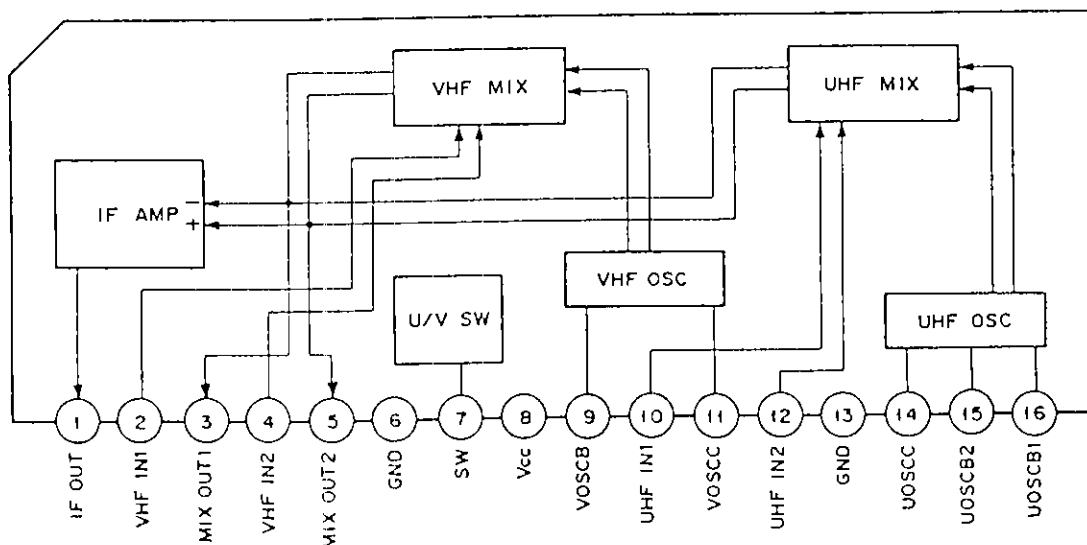 VHF MIX
UHF MIX
IF AMP
−
+
VHF OSC
U/V SW
UHF OSC
1 2 3 4 5 6 7 8 9 10 11 12 13 14 15 16
IF OUT
VHF IN1
MIX OUT1
VHF IN2
MIX OUT2
GND
SW
Vcc
VOSCB
UHF IN1
VOSCC
UHF IN2
GND
UOSCC
UOSCB2
UOSCB1